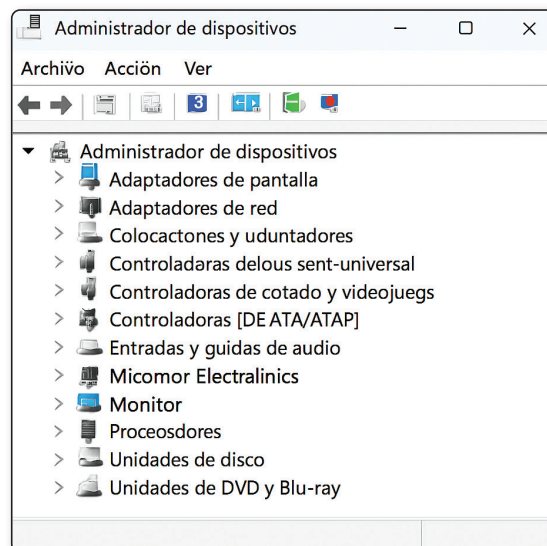 Administrador de dispositivos
Archivo Acción Ver
3
Administrador de dispositivos
Adaptadores de pantalla
Adaptadores de red
Colocactones y uduntadores
Controladaras delous sent-universal
Controladoras de cotado y videojuegs
Controladoras [DE ATA/ATAP]
Entradas y guidas de audio
Micomor Electralinics
Monitor
Proceosdores
Unidades de disco
Unidades de DVD y Blu-ray